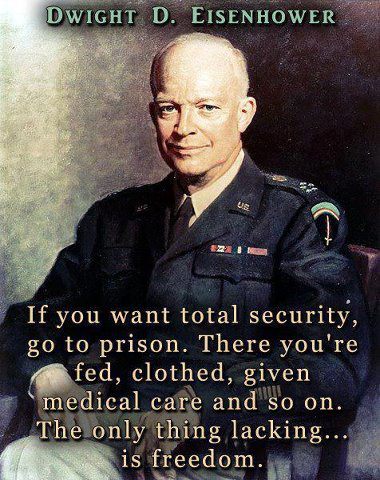 DWIGHT D. EISENHOWER
U.S.
If you want total security,
go to prison. There you're
fed, clothed, given
medical care and so on.
The only thing lacking...
is freedom.